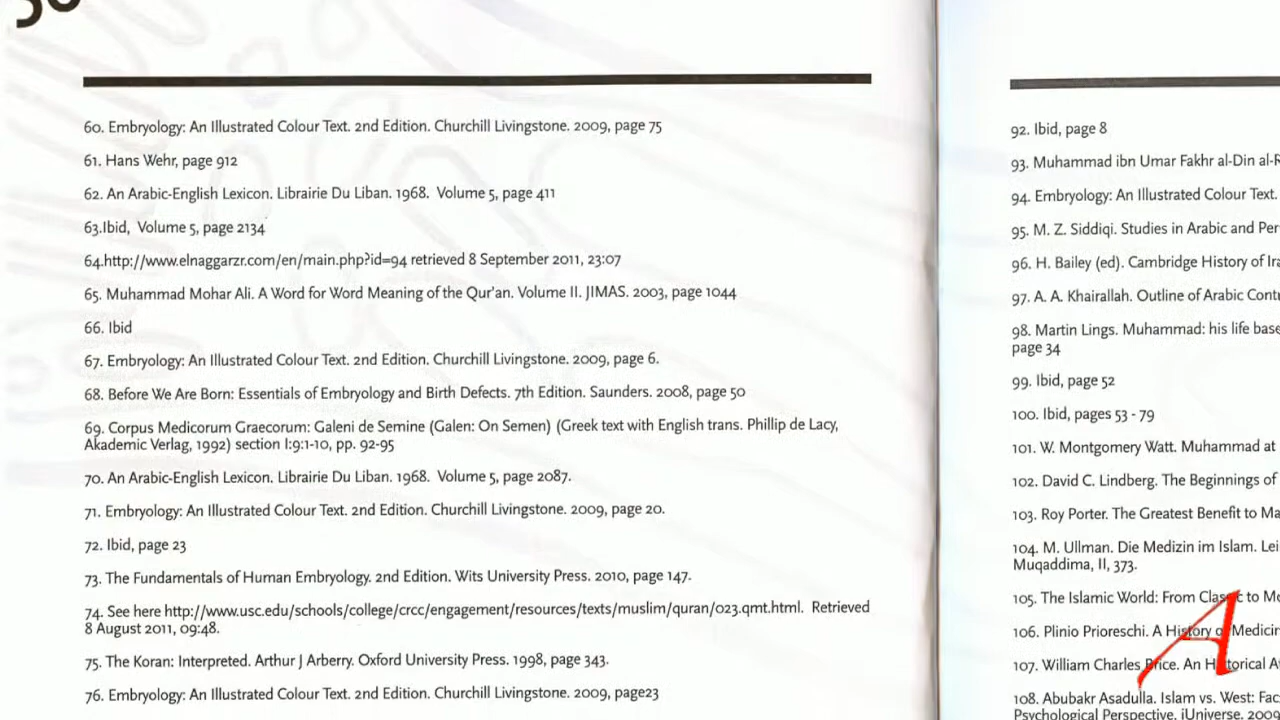 60. Embryology: An Illustrated Colour Text. 2nd Edition. Churchill Livingstone. 2009, page 75
61. Hans Wehr, page 912
62. An Arabic-English Lexicon. Librairie Du Liban. 1968. Volume 5, page 411
63.Ibid, Volume 5, page 2134
64.http://www.elnaggarzr.com/en/main.php?id=94 retrieved 8 September 2011, 23:07
65. Muhammad Mohar Ali. A Word for Word Meaning of the Qur'an. Volume II. JIMAS. 2003, page 1044
66. Ibid
67. Embryology: An Illustrated Colour Text. 2nd Edition. Churchill Livingstone. 2009, page 6.
68. Before We Are Born: Essentials of Embryology and Birth Defects. 7th Edition. Saunders. 2008, page 50
69. Corpus Medicorum Graecorum: Galeni de Semine (Galen: On Semen) (Greek text with English trans. Phillip de Lacy,
Akademic Verlag, 1992) section I:9:1-10, pp. 92-95
70. An Arabic-English Lexicon. Librairie Du Liban. 1968. Volume 5, page 2087.
71. Embryology: An Illustrated Colour Text. 2nd Edition. Churchill Livingstone. 2009, page 20.
72. Ibid, page 23
73. The Fundamentals of Human Embryology. 2nd Edition. Wits University Press. 2010, page 147.
74. See here http://www.usc.edu/schools/college/crcc/engagement/resources/texts/muslim/quran/023.qmt.html. Retrieved
8 August 2011, 09:48.
75. The Koran: Interpreted. Arthur J Arberry. Oxford University Press. 1998, page 343.
76. Embryology: An Illustrated Colour Text. 2nd Edition. Churchill Livingstone. 2009, page23
92. Ibid, page 8
93. Muhammad ibn Umar Fakhr al-Din
94. Embryology: An Illustrated Colour Text.
95. M. Z. Siddiqi. Studies in Arabic and
96. H. Bailey (ed). Cambridge History of
97. A. A. Khairallah. Outline of Arabic
98. Martin Lings. Muhammad: his life
page 34
99. Ibid, page 52
100. Ibid, pages 53 - 79
101. W. Montgomery Watt. Muhammad at
102. David C. Lindberg. The Beginnings of
103. Roy Porter. The Greatest Benefit to
104. M. Ullman. Die Medizin im Islam.
Muqaddima, II, 373.
105. The Islamic World: From to
106. Plinio Prioreschi. A History
107. William Charles Price. An
108. Abubakr Asadulla. Islam vs. West:
Psychological Perspective. iUniverse. 2009
A